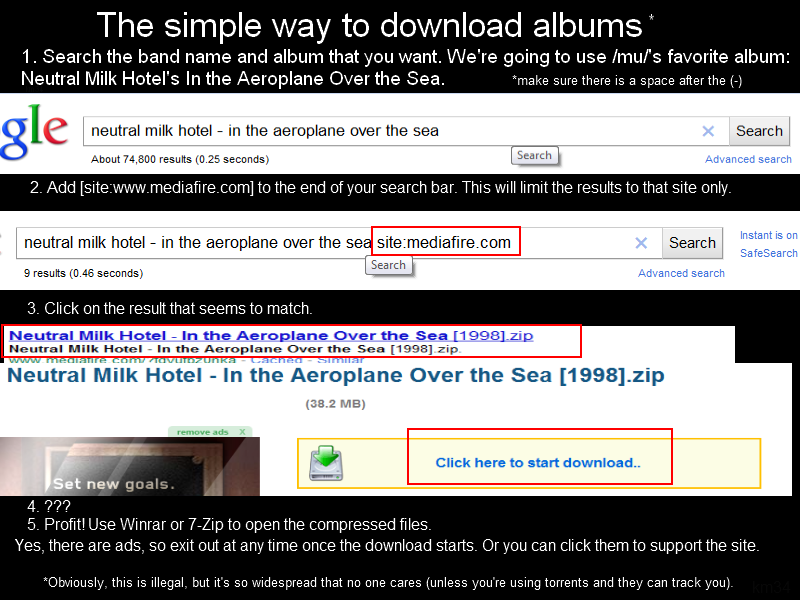 The simple way to download albums *
1. Search the band name and album that you want. We're going to use /mu/'s favorite album:
Neutral Milk Hotel's In the Aeroplane Over the Sea.
*make sure there is a space after the (-)
gle
neutral milk hotel - in the aeroplane over the sea
Search
About 74,800 results (0.25 seconds)
Search
Advanced search
2. Add [site:www.mediafire.com] to the end of your search bar. This will limit the results to that site only.
neutral milk hotel - in the aeroplane over the sea site:mediafire.com
Search
Instant is on
SafeSearch
9 results (0.46 seconds)
Search
Advanced search
3. Click on the result that seems to match.
Neutral Milk Hotel - In the Aeroplane Over the Sea [1998].zip
Neutral Milk Hotel - In the Aeroplane Over the Sea [1998].zip.
- Cached - Similar
Neutral Milk Hotel - In the Aeroplane Over the Sea [1998].zip
(38.2 MB)
remove ads X
Set new goals.
Click here to start download..
4. ???
5. Profit! Use Winrar or 7-Zip to open the compressed files.
Yes, there are ads, so exit out at any time once the download starts. Or you can click them to support the site.
*Obviously, this is illegal, but it's so widespread that no one cares (unless you're using torrents and they can track you).